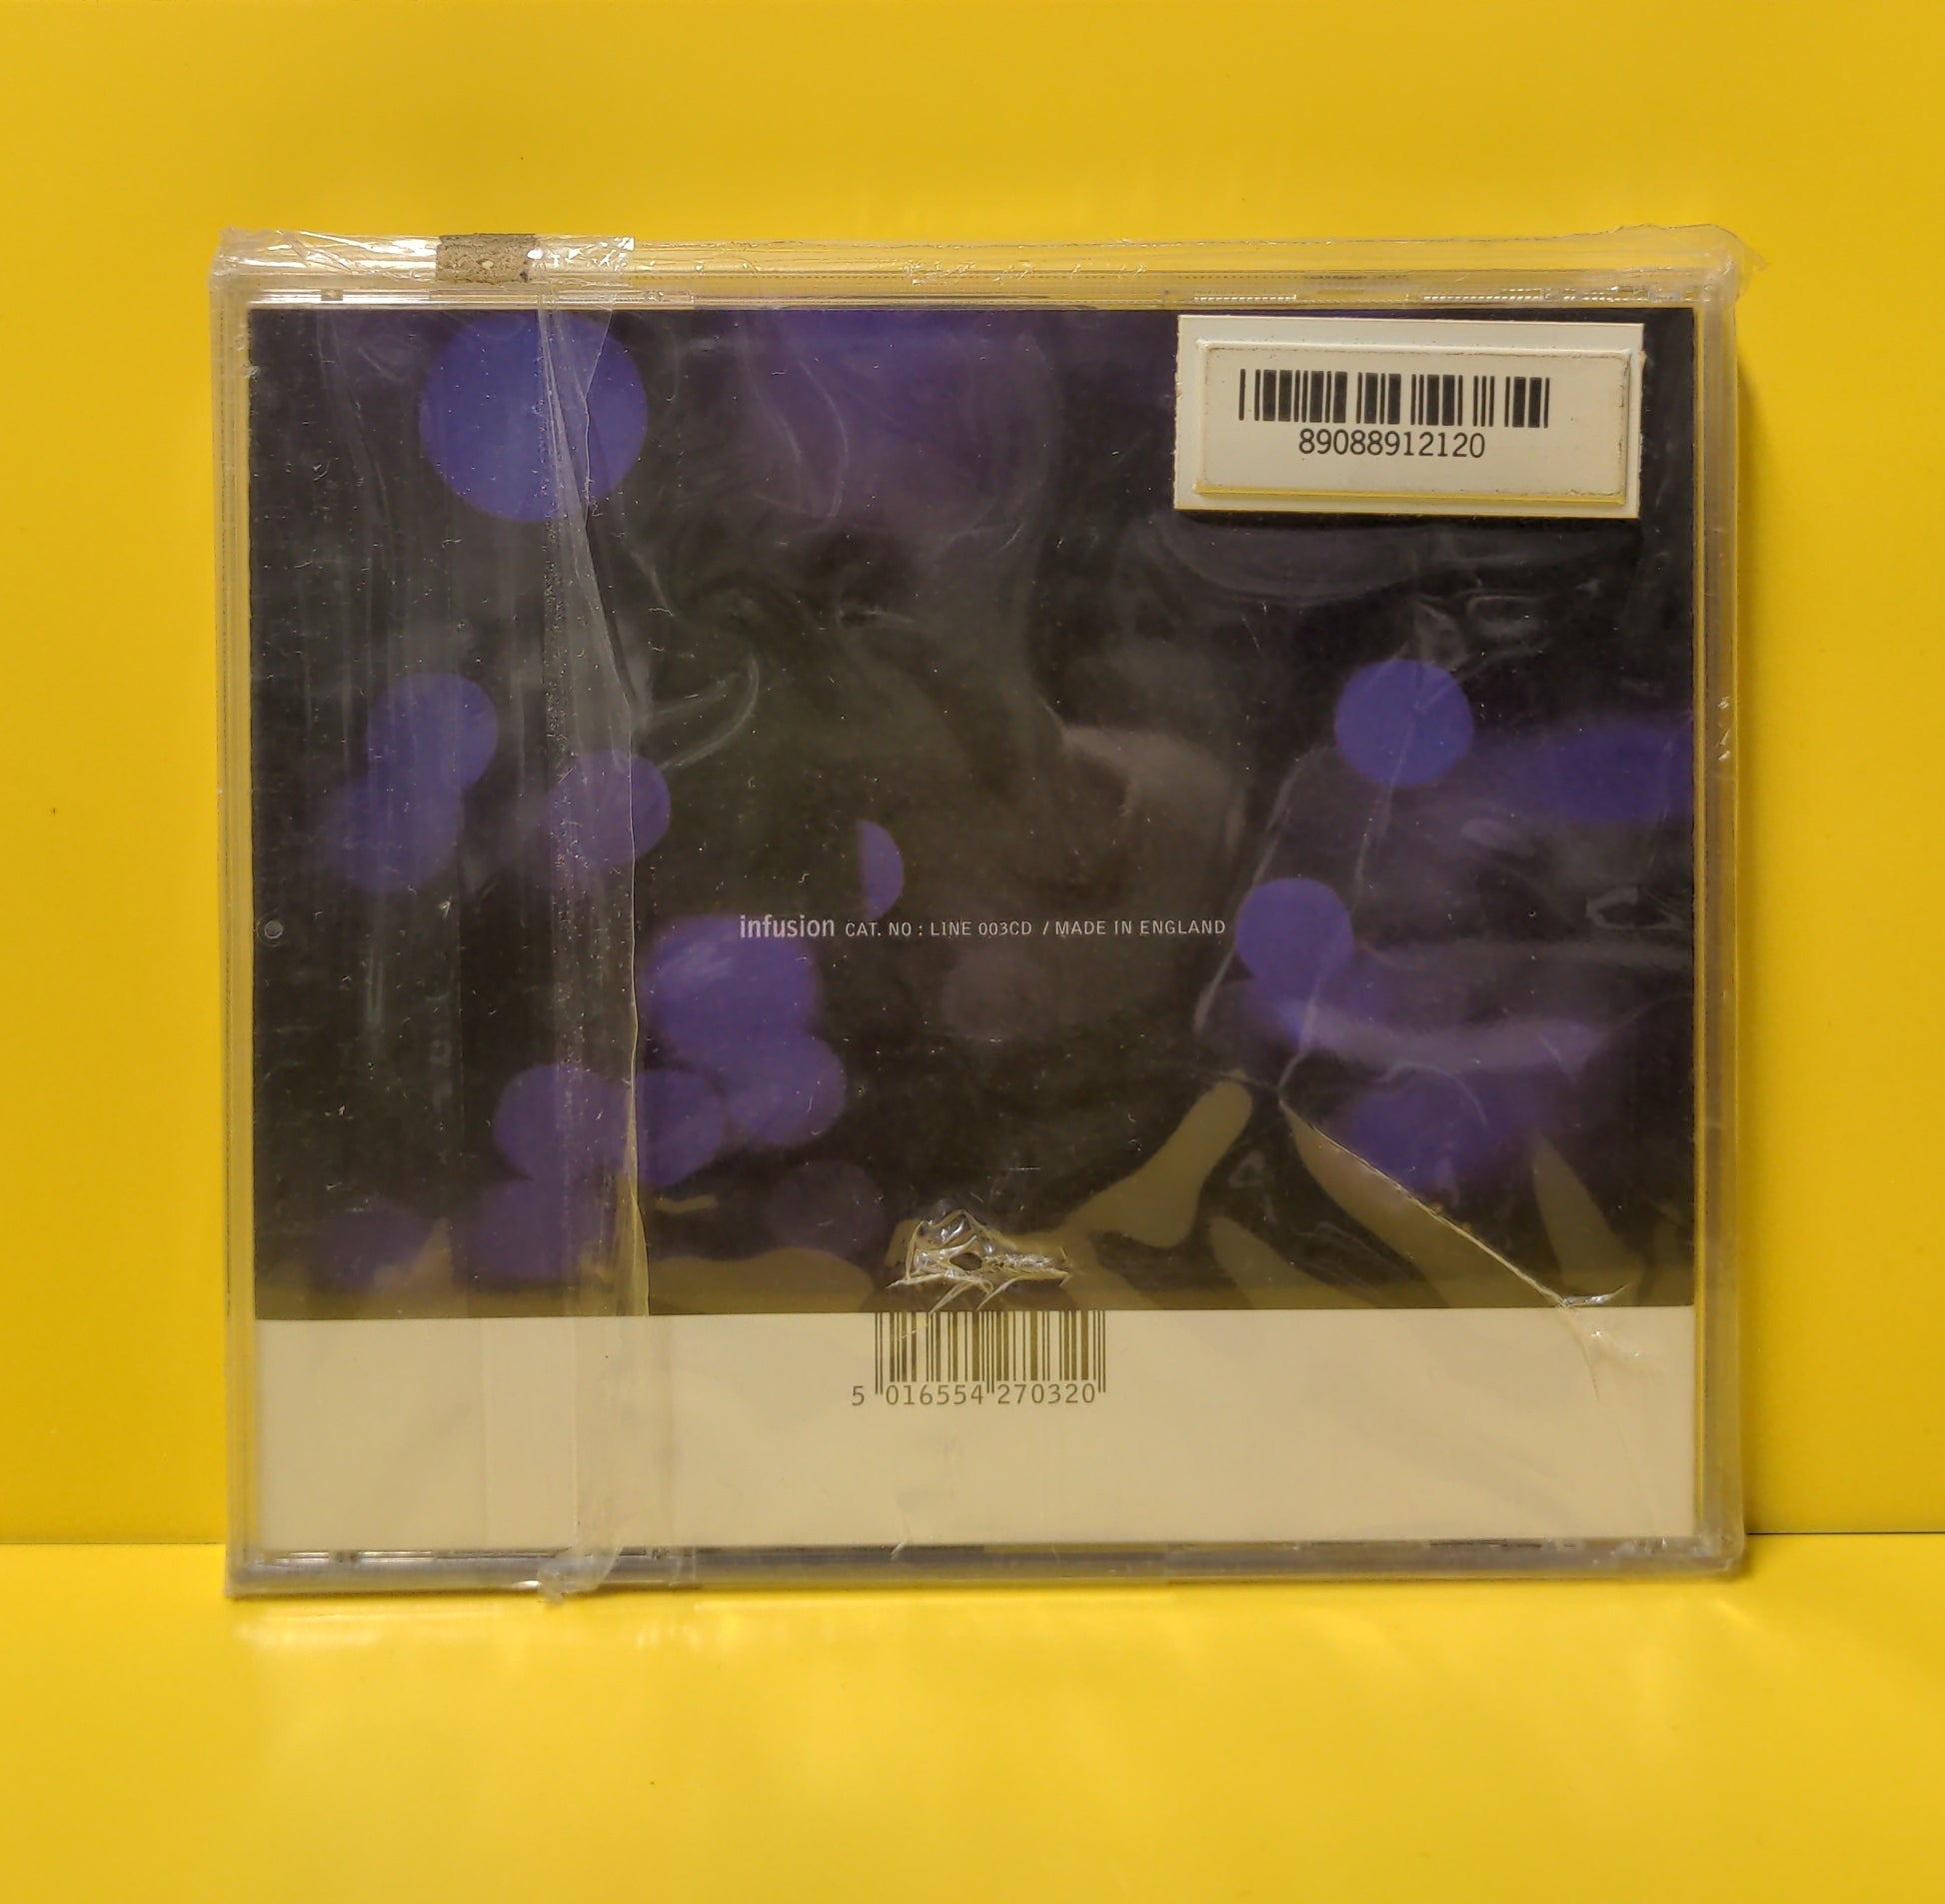 89088912120
infusion CAT. NO : LINE 003CD / MADE IN ENGLAND
5 016554 270320